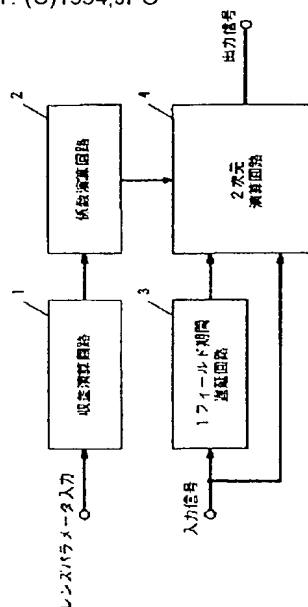 (C)1994,JPO
レンズパラメータ入力
1
収差演算回路
2
係数演算回路
入力信号
3
1フィールド期間
遅延回路
4
2次元
演算回路
出力信号